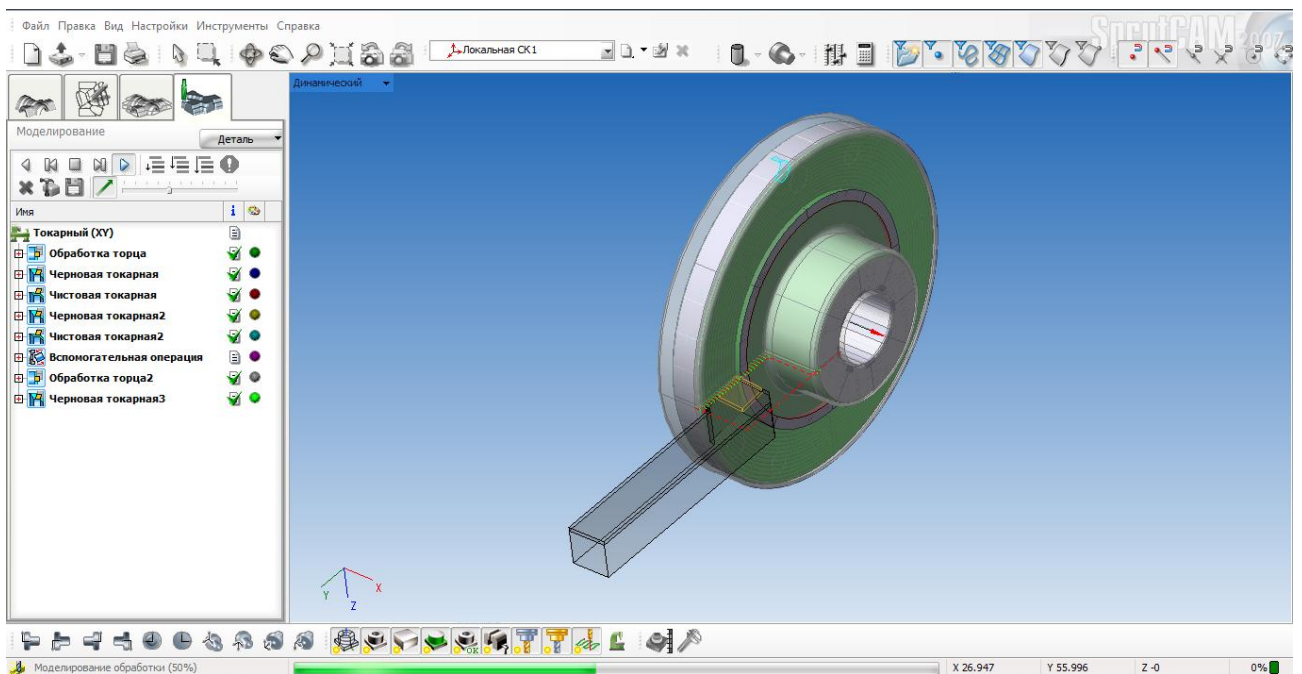 Файл Правка Вид Настройки Инструменты Справка
SprutCAM 2007
Локальная СК1
Динамический
Моделирование
Деталь
Имя
Токарный (XY)
Обработка торца
Черновая токарная
Чистовая токарная
Черновая токарная2
Чистовая токарная2
Вспомогательная операция
Обработка торца2
Черновая токарная3
X
Y
Z
OK
Моделирование обработки (50%)
X 26.947 Y 55.996 Z -0 0%